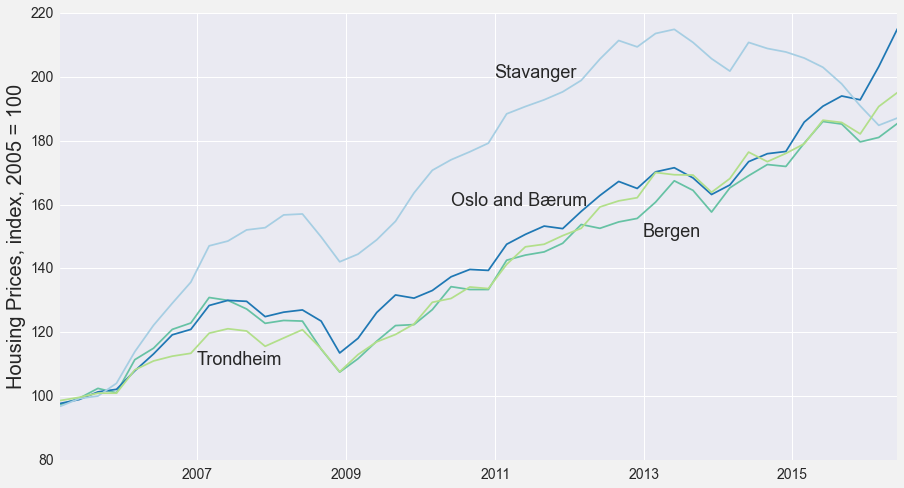 Housing Prices, index, 2005 = 100
220
200
180
160
140
120
100
80
Stavanger
Oslo and Bærum
Bergen
Trondheim
2007
2009
2011
2013
2015